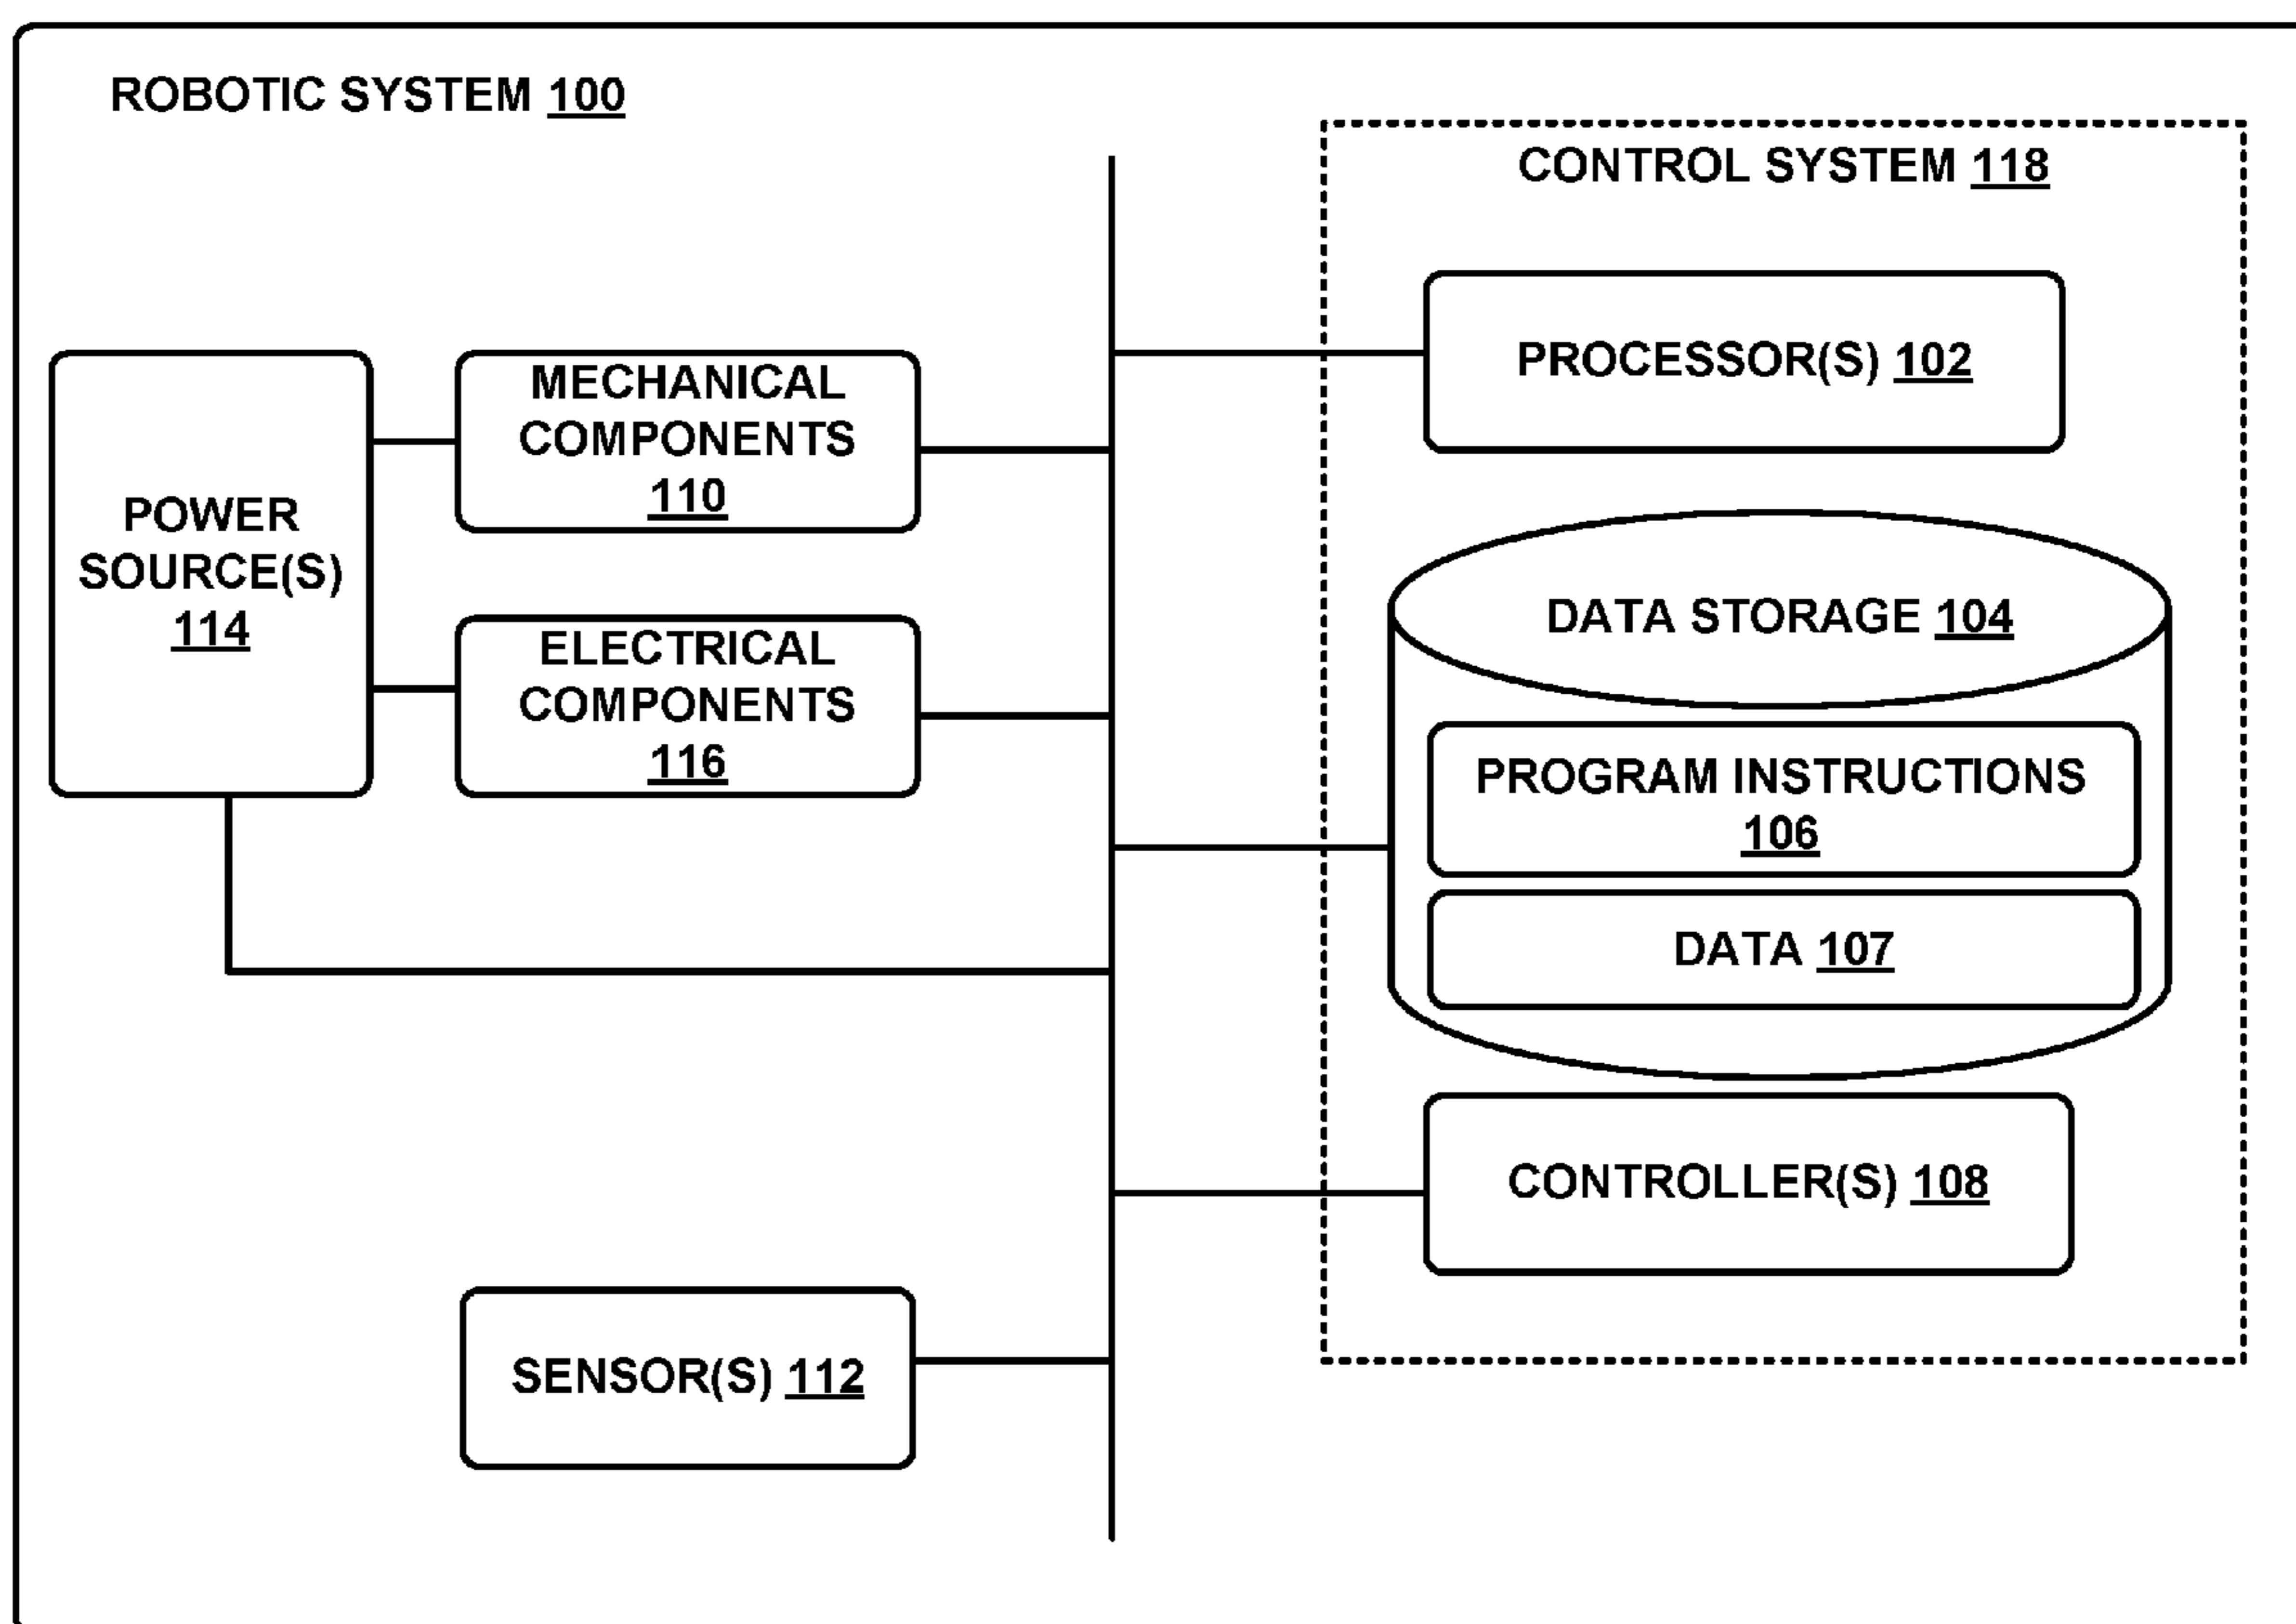 ROBOTIC SYSTEM 100
CONTROL SYSTEM 118
PROCESSOR(S) 102
MECHANICAL
COMPONENTS
110
POWER
SOURCE(S)
114
ELECTRICAL
COMPONENTS
116
DATA STORAGE 104
PROGRAM INSTRUCTIONS
106
DATA 107
CONTROLLER(S) 108
SENSOR(S) 112